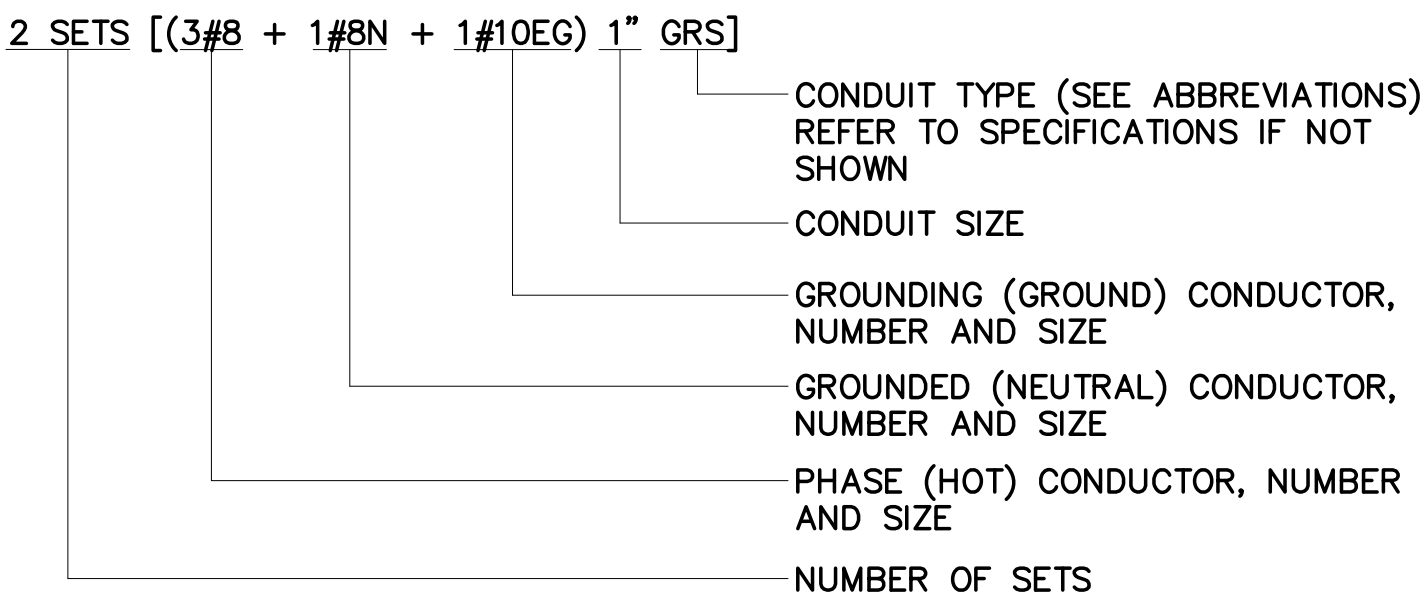 2 SETS [(3#8 + 1#8N + 1#10EG) 1" GRS]
CONDUIT TYPE (SEE ABBREVIATIONS)
REFER TO SPECIFICATIONS IF NOT
SHOWN
CONDUIT SIZE
GROUNDING (GROUND) CONDUCTOR,
NUMBER AND SIZE
GROUNDED (NEUTRAL) CONDUCTOR,
NUMBER AND SIZE
PHASE (HOT) CONDUCTOR, NUMBER
AND SIZE
NUMBER OF SETS